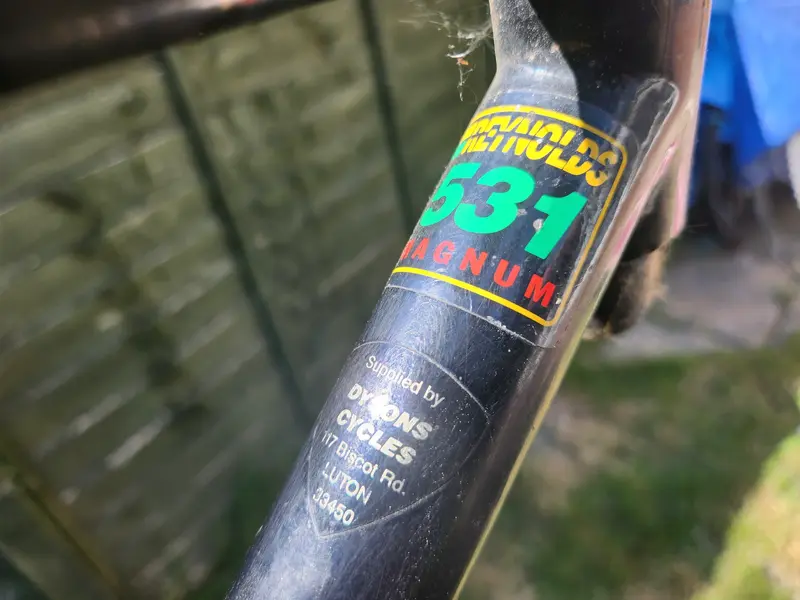 REYNOLDS
531
MAGNUM
Supplied by
DYSONS'
CYCLES
117 Biscot Rd.
LUTON
33450